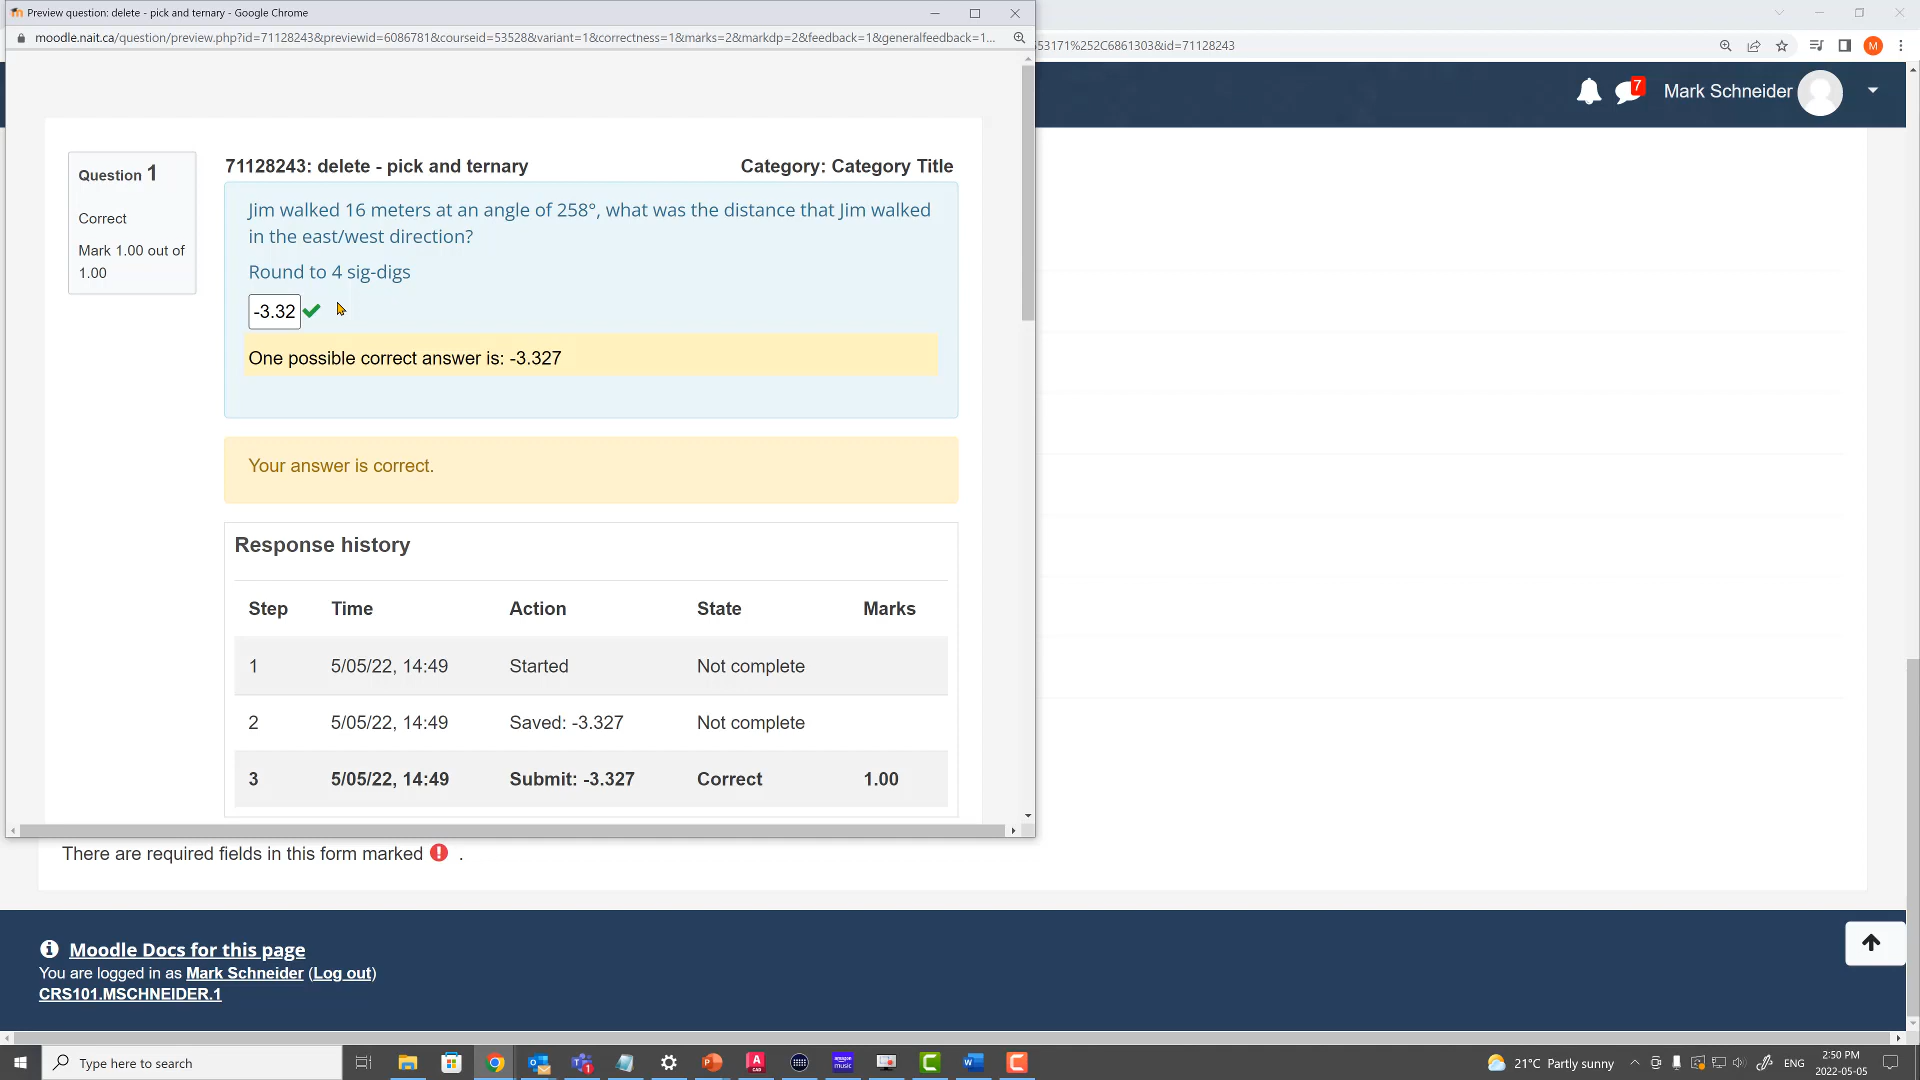 Preview question: delete - pick and ternary - Google Chrome
moodle.nait.ca/question/preview.php?id=71128243&previewid=6086781&courseid=53528&variant=1&correctness=1&marks=2&markdp=2&feedback=1&generalfeedback=1...
53171%252C6861303&id=71128243
M
7
Mark Schneider
Question 1
Correct
Mark 1.00 out of
1.00
71128243: delete - pick and ternary
Category: Category Title
Jim walked 16 meters at an angle of 258°, what was the distance that Jim walked
in the east/west direction?
Round to 4 sig-digs
-3.32
One possible correct answer is: -3.327
Your answer is correct.
Response history
Step Time Action State Marks
1 5/05/22, 14:49 Started Not complete
2 5/05/22, 14:49 Saved: -3.327 Not complete
3 5/05/22, 14:49 Submit: -3.327 Correct 1.00
There are required fields in this form marked ! .
Moodle Docs for this page
You are logged in as Mark Schneider (Log out)
CRS101.MSCHNEIDER.1
Type here to search
21°C Partly sunny
ENG
2:50 PM
2022-05-05